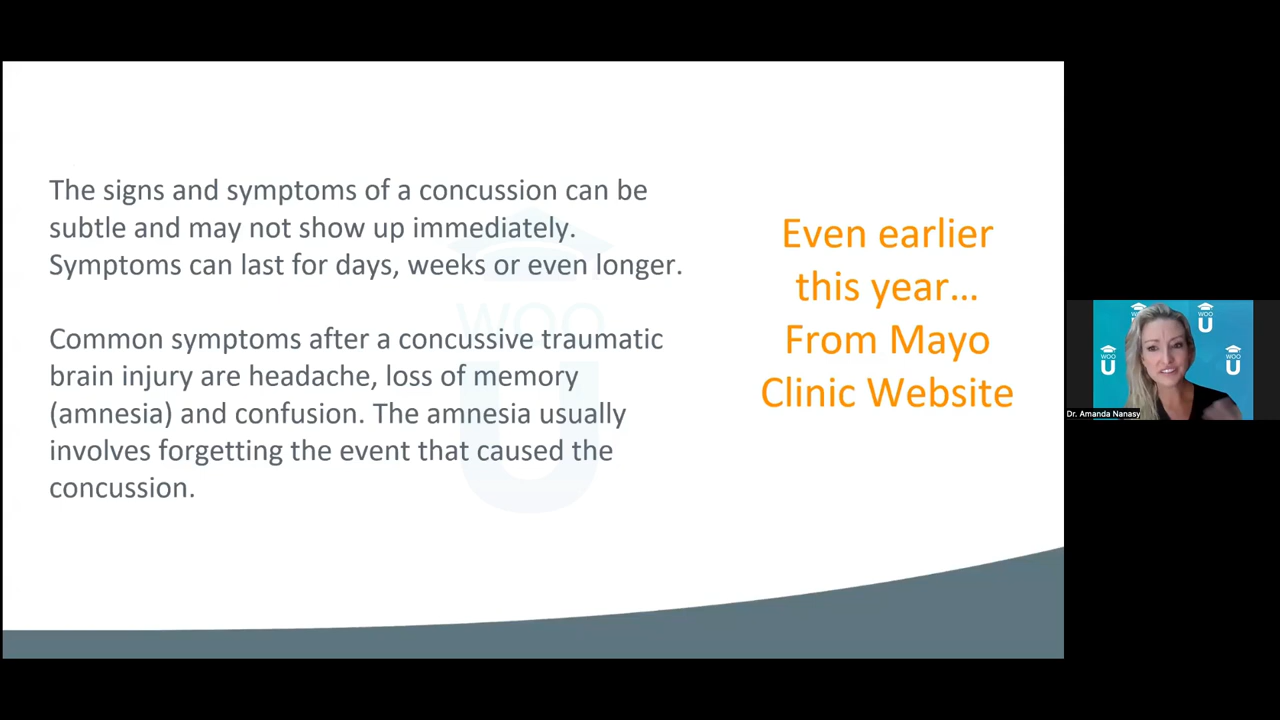 The signs and symptoms of a concussion can be
subtle and may not show up immediately.
Symptoms can last for days, weeks or even longer.
Common symptoms after a concussive traumatic
brain injury are headache, loss of memory
(amnesia) and confusion. The amnesia usually
involves forgetting the event that caused the
concussion.
WOO
U
Even earlier
this year...
From Mayo
Clinic Website
WOO
U
WOO
U
U
U
Dr. Amanda Nanasy